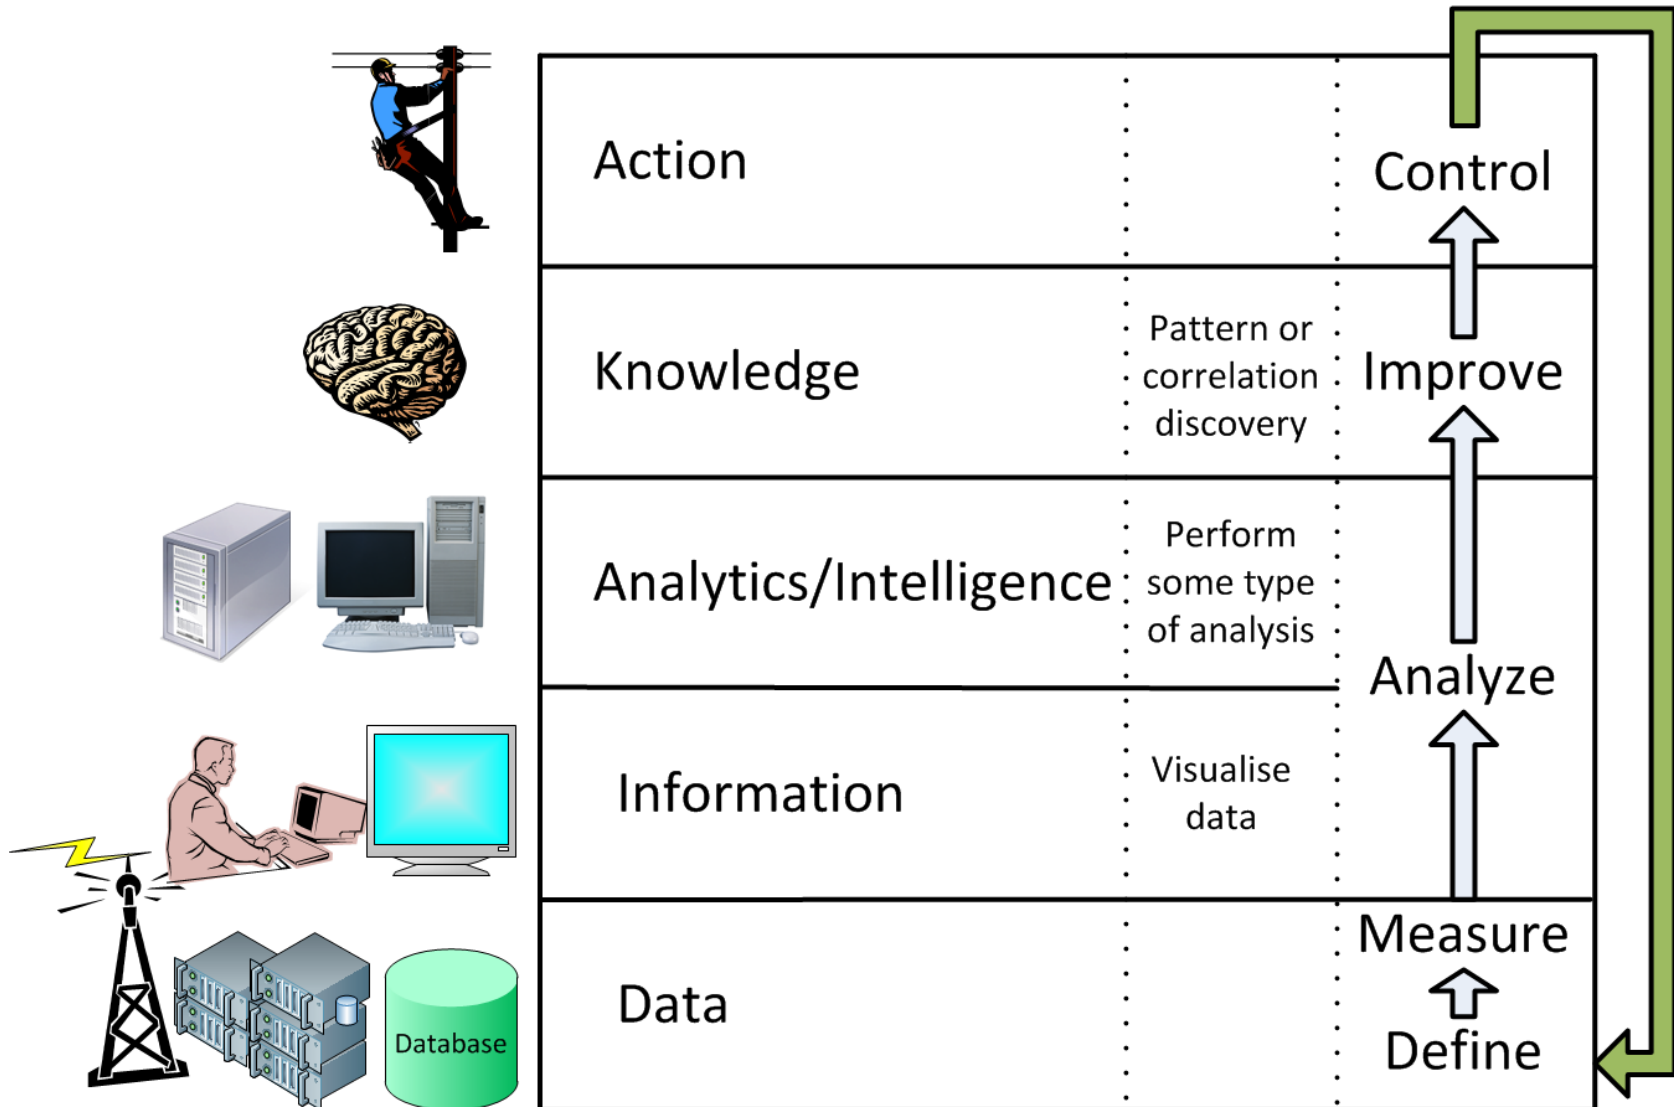 Action
Control
Knowledge
Pattern or
correlation
discovery
Improve
Analytics/Intelligence
Perform
some type
of analysis
Analyze
Information
Visualise
data
Measure
Data
Define
Database